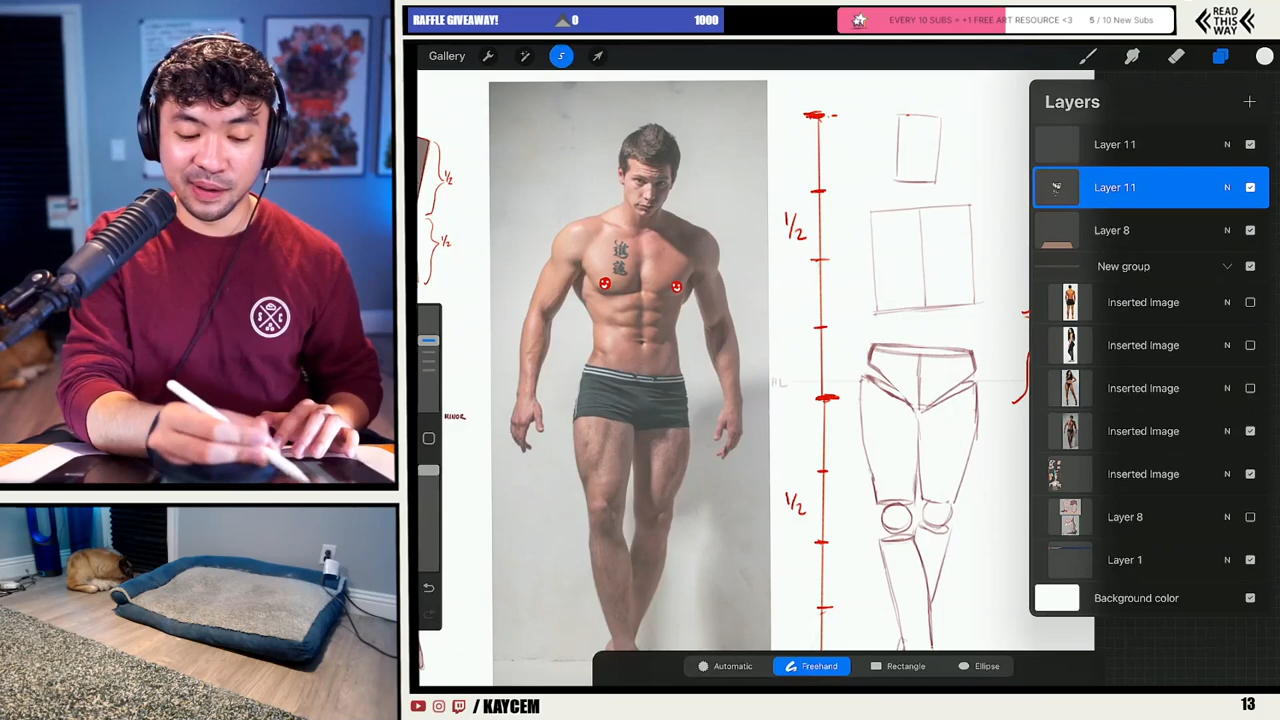 RAFFLE GIVEAWAY!
0
1000
EVERY 10 SUBS = +1 FREE ART RESOURCE <3
5 / 10 New Subs
READ
THIS
WAY
Gallery
S
Layers
Layer 11
N
Layer 11
N
Layer 8
N
New group
Inserted Image
N
Inserted Image
N
Inserted Image
N
Inserted Image
N
Inserted Image
N
Layer 8
N
Layer 1
N
Background color
1/2
1/2
1/2
1/2
進
MINOR
Automatic
Freehand
Rectangle
Ellipse
/ KAYCEM
13